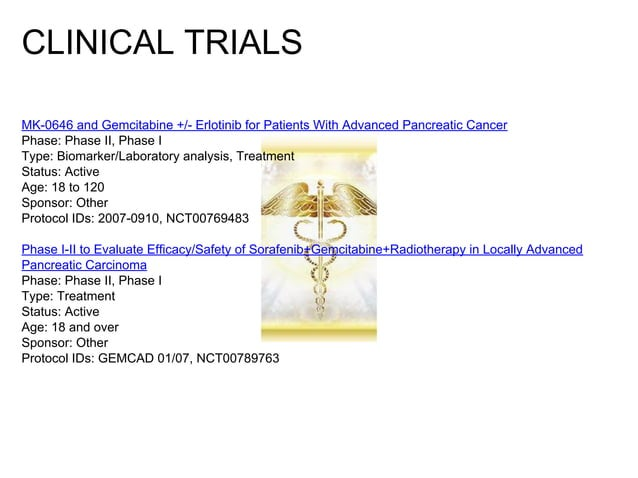 CLINICAL TRIALS
MK-0646 and Gemcitabine +/- Erlotinib for Patients With Advanced Pancreatic Cancer
Phase: Phase II, Phase I
Type: Biomarker/Laboratory analysis, Treatment
Status: Active
Age: 18 to 120
Sponsor: Other
Protocol IDs: 2007-0910, NCT00769483
Phase I-II to Evaluate Efficacy/Safety of Sorafenib+Gemcitabine+Radiotherapy in Locally Advanced
Pancreatic Carcinoma
Phase: Phase II, Phase I
Type: Treatment
Status: Active
Age: 18 and over
Sponsor: Other
Protocol IDs: GEMCAD 01/07, NCT00789763